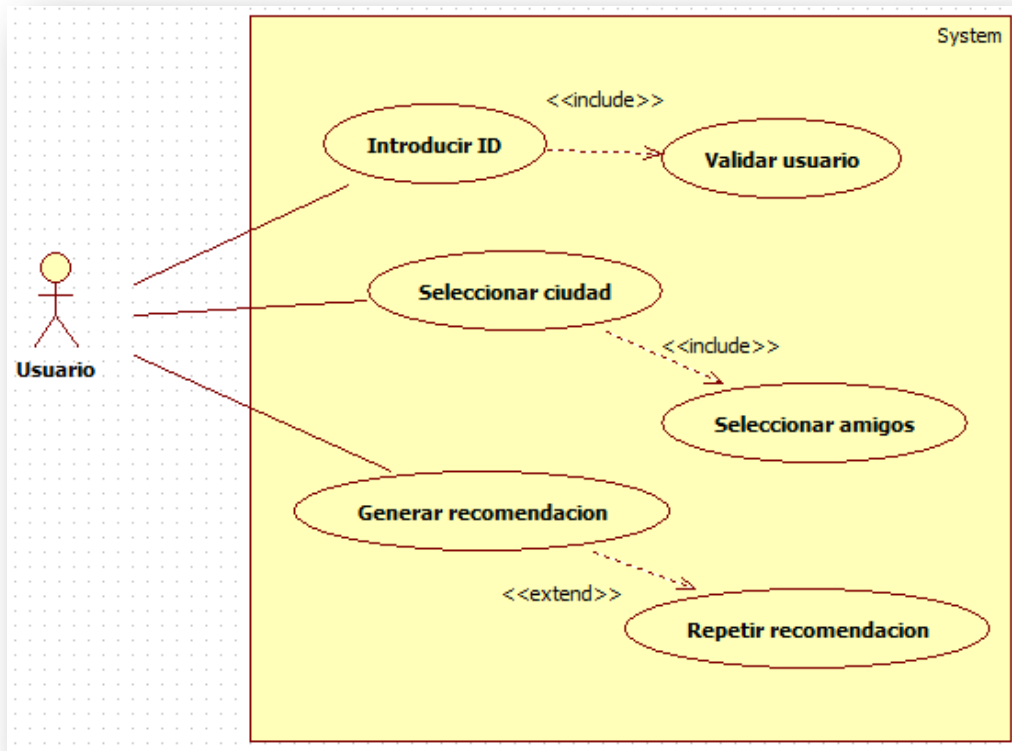 System
<<include>>
Introducir ID
Validar usuario
Seleccionar ciudad
<<include>>
Usuario
Seleccionar amigos
Generar recomendacion
<<extend>>
Repetir recomendacion